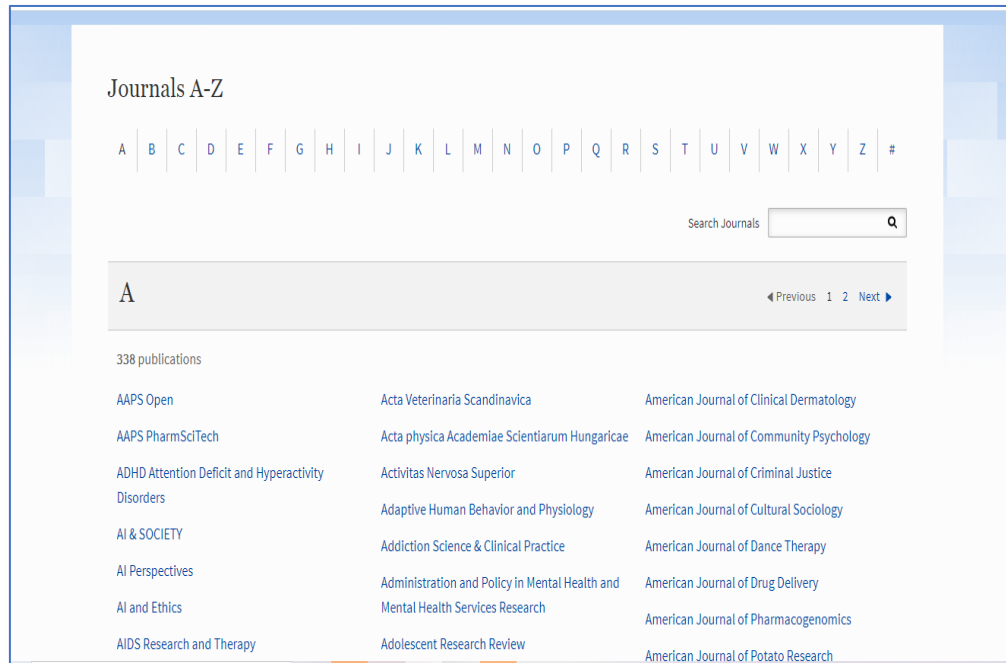 Journals A-Z
A B C D E F G H I J K L M N O P Q R S T U V W X Y Z #
Search Journals
A
Previous 1 2 Next
338 publications
AAPS Open
AAPS PharmSciTech
ADHD Attention Deficit and Hyperactivity
Disorders
AI & SOCIETY
AI Perspectives
AI and Ethics
AIDS Research and Therapy
Acta Veterinaria Scandinavica
Acta physica Academiae Scientiarum Hungaricae
Activitas Nervosa Superior
Adaptive Human Behavior and Physiology
Addiction Science & Clinical Practice
Administration and Policy in Mental Health and
Mental Health Services Research
Adolescent Research Review
American Journal of Clinical Dermatology
American Journal of Community Psychology
American Journal of Criminal Justice
American Journal of Cultural Sociology
American Journal of Dance Therapy
American Journal of Drug Delivery
American Journal of Pharmacogenomics
American Journal of Potato Research